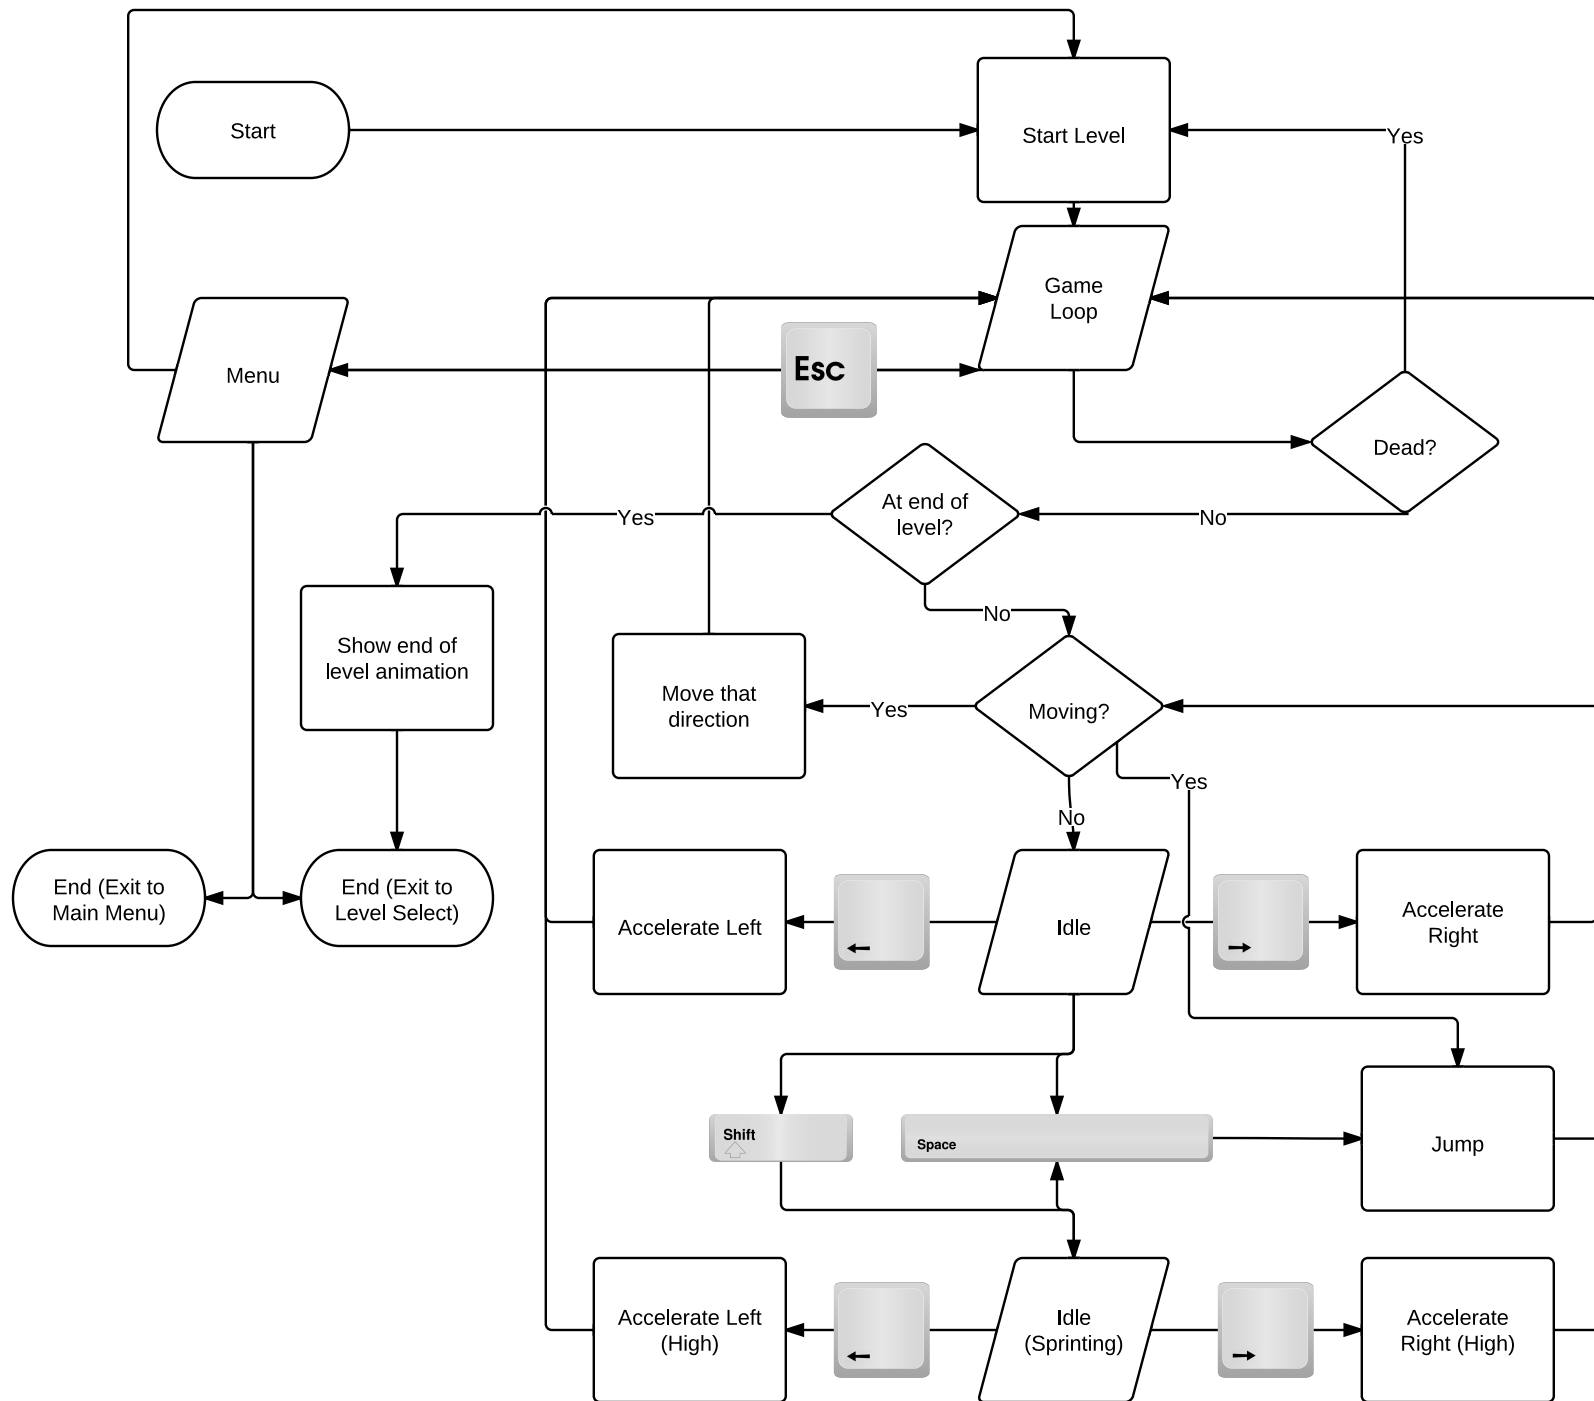 Start
Start Level
Yes
Game
Loop
Menu
Esc
Dead?
At end of
level?
Yes
No
No
Show end of
level animation
Move that
direction
Yes
Moving?
Yes
No
End (Exit to
Main Menu)
End (Exit to
Level Select)
Accelerate Left
Idle
Accelerate
Right
Shift
Space
Jump
Accelerate Left
(High)
Idle
(Sprinting)
Accelerate
Right (High)